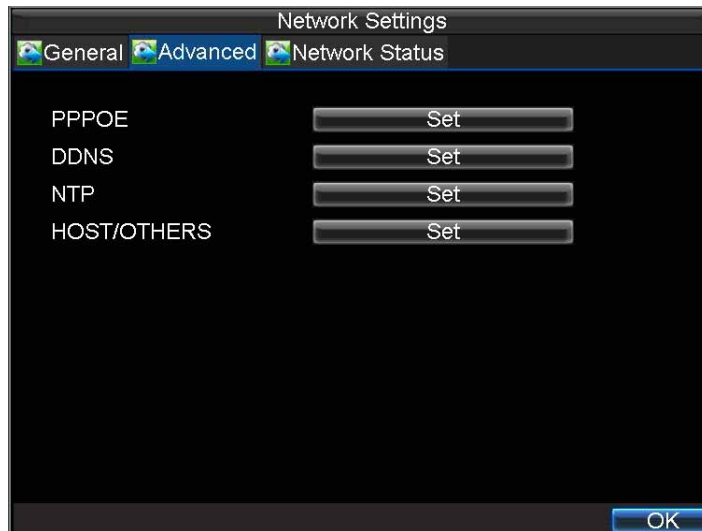 Network Settings
General Advanced Network Status
PPPOE Set
DDNS Set
NTP Set
HOST/OTHERS Set
OK